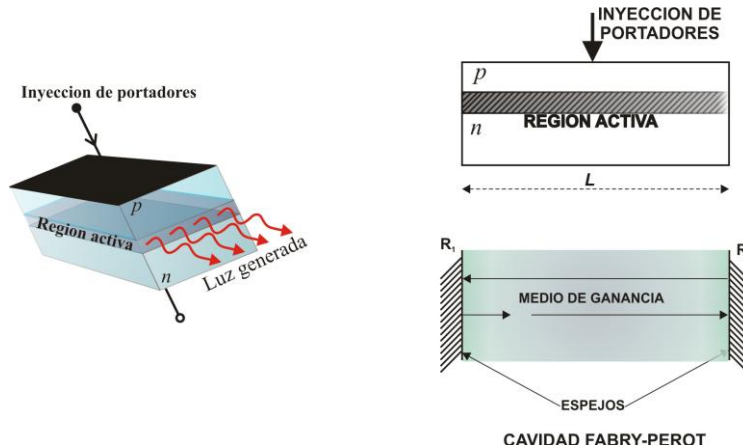 Inyeccion de portadores
p
Region activa
n
Luz generada
INYECCION DE
PORTADORES
p
n
REGION ACTIVA
L
R₁
R
MEDIO DE GANANCIA
ESPEJOS
CAVIDAD FABRY-PEROT